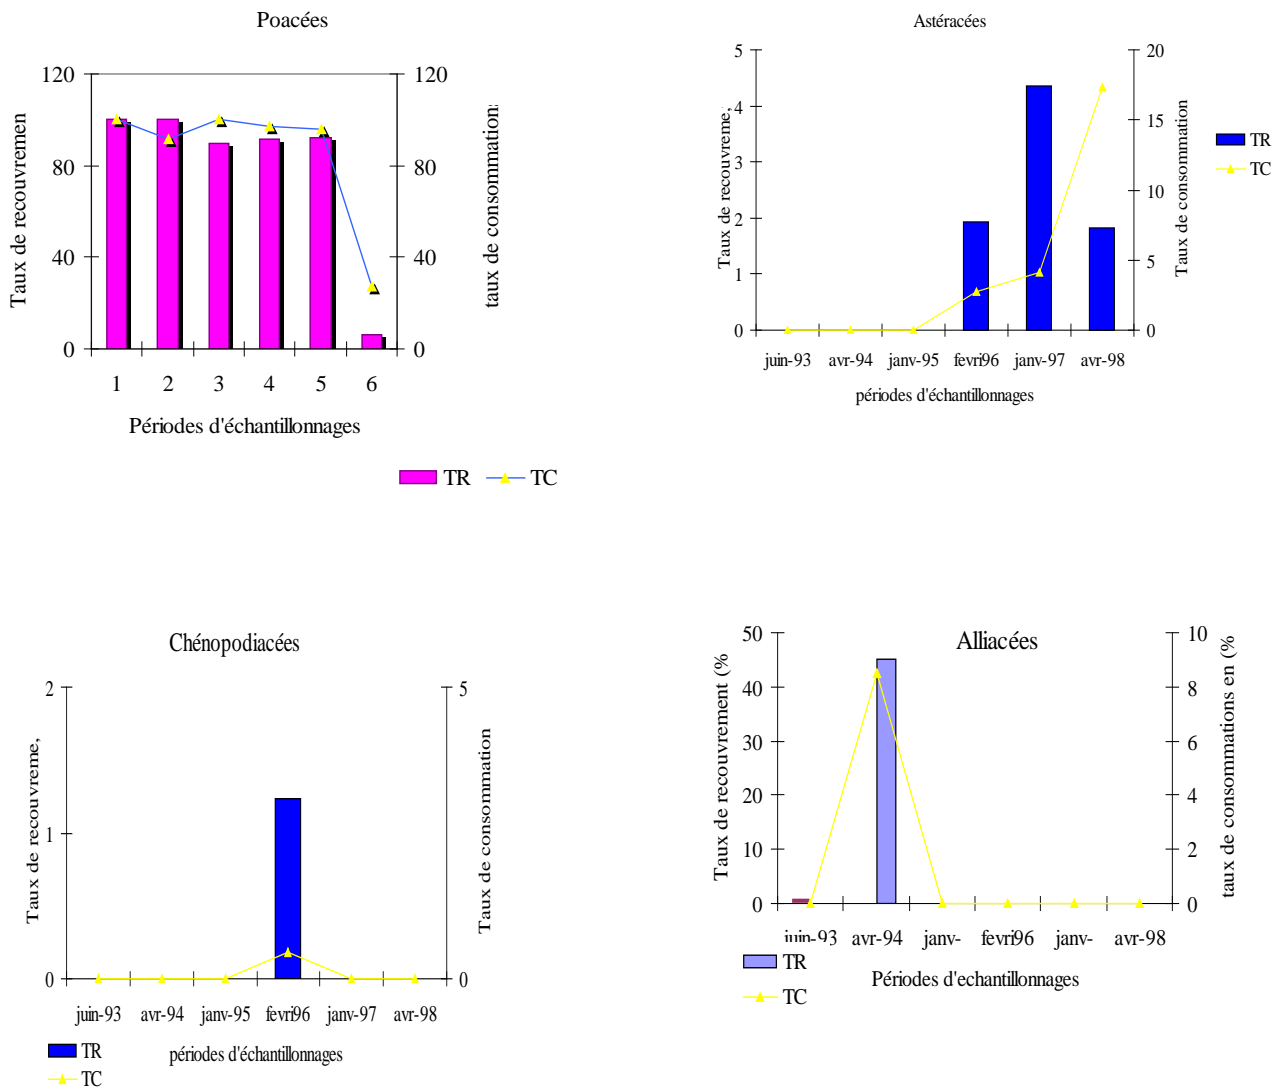 Poacées
120
80
40
0
120
80
40
0
Taux de recouvremen
taux de consommations
1 2 3 4 5 6
Périodes d'échantillonnages
TR
TC
Astéracées
5
4
3
2
1
0
20
15
10
5
0
Taux de recouvreme,
Taux de consommation
juin-93 avr-94 janv-95 fevri96 janv-97 avr-98
périodes d'échantillonnages
TR
TC
Chénopodiacées
2
1
0
5
0
Taux de recouvreme,
Taux de consommation
juin-93 avr-94 janv-95 fevri96 janv-97 avr-98
périodes d'échantillonnages
TR
TC
Alliacées
50
40
30
20
10
0
10
8
6
4
2
0
Taux de recouvrement (%
taux de consommations en (%
juin-93 avr-94 janv- fevri96 janv- avr-98
Périodes d'echantillonnages
TR
TC